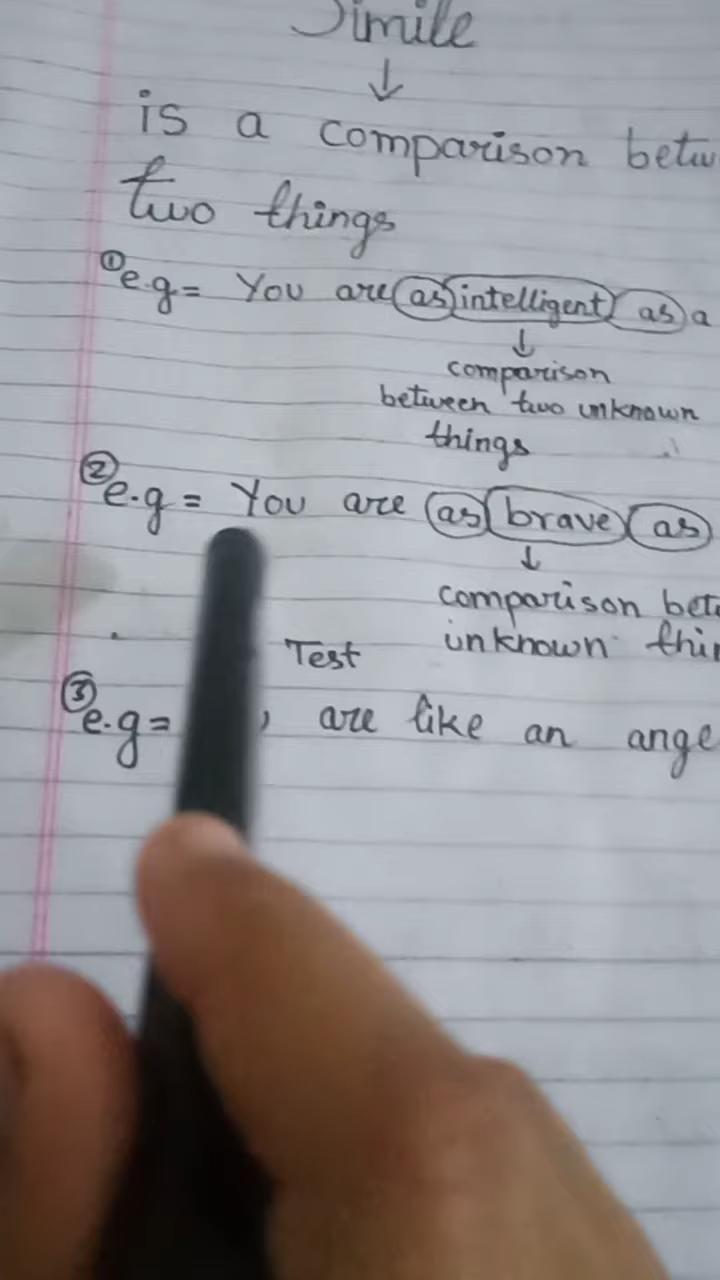 Simile
↓
is a comparison betw
two things
① e.g = You are as intelligent as a
↓
comparison
between two unknown
things
② e.g = You are as brave as
↓
comparison bet
unknown thin
Test
③ e.g = , are like an ange